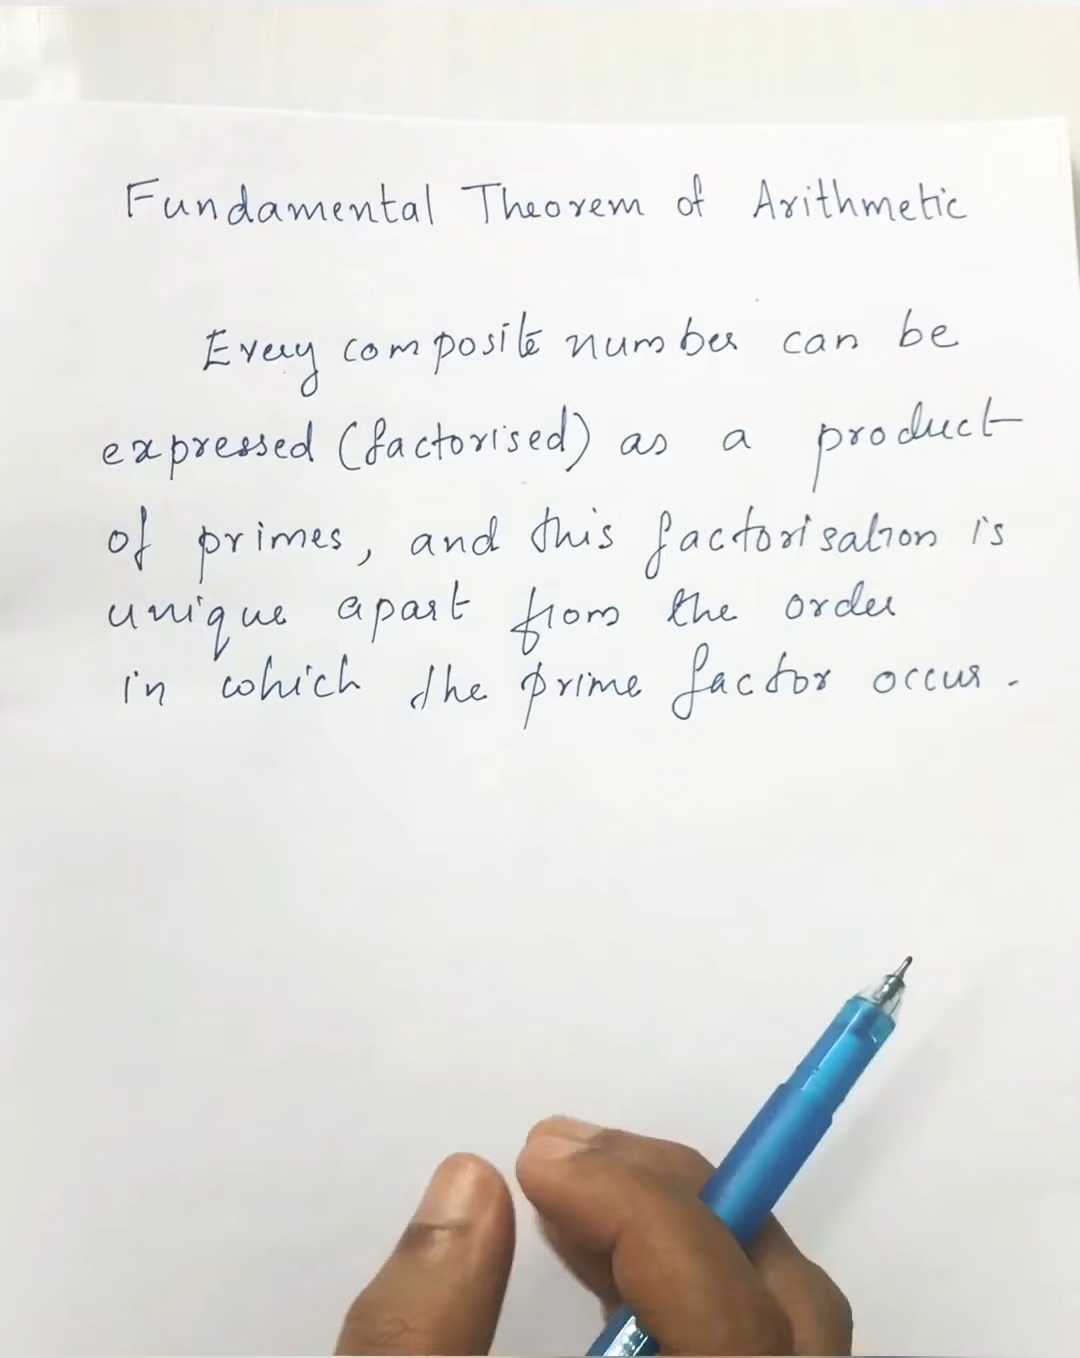 Fundamental Theorem of Arithmetic
Every composite number can be
expressed (factorised) as a product
of primes, and this factorisation is
unique apart from the order
in which the prime factor occur.